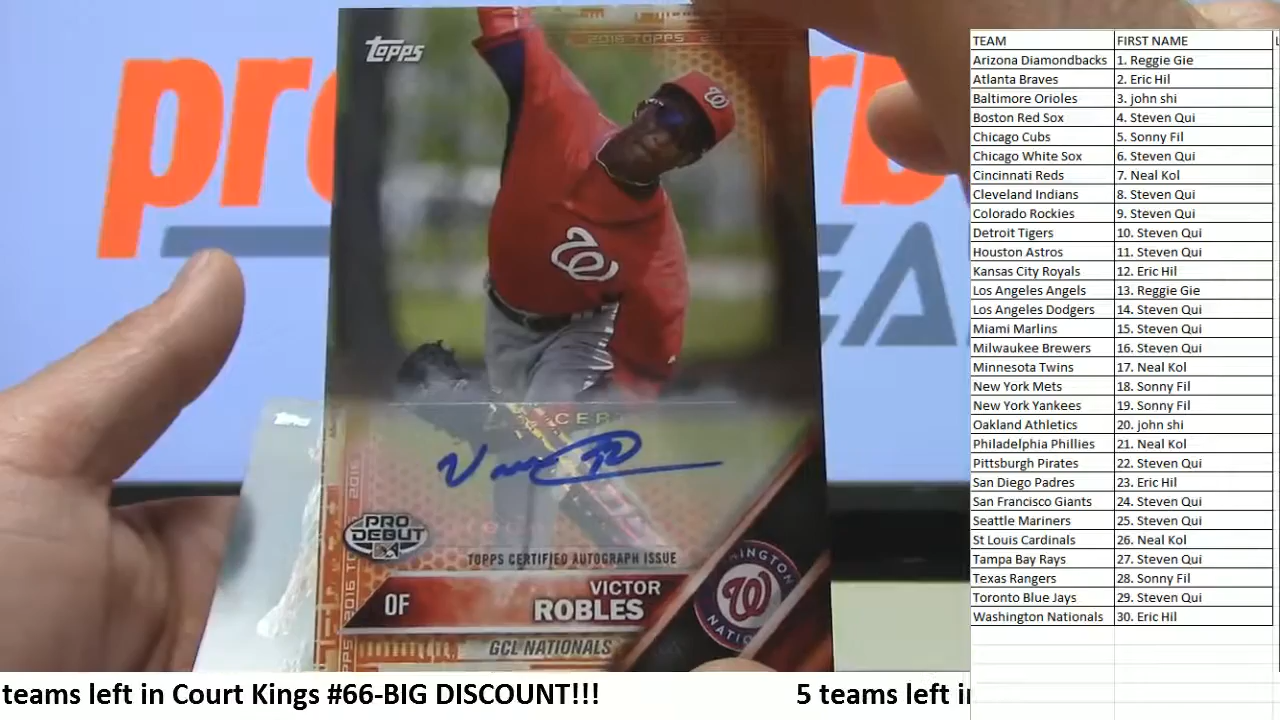 topps
2016 TOPPS
CER
PRO
DEBUT
TOPPS CERTIFIED AUTOGRAPH ISSUE
VICTOR
OF ROBLES
GCL NATIONALS
W
TEAM FIRST NAME
Arizona Diamondbacks 1. Reggie Gie
Atlanta Braves 2. Eric Hil
Baltimore Orioles 3. john shi
Boston Red Sox 4. Steven Qui
Chicago Cubs 5. Sonny Fil
Chicago White Sox 6. Steven Qui
Cincinnati Reds 7. Neal Kol
Cleveland Indians 8. Steven Qui
Colorado Rockies 9. Steven Qui
Detroit Tigers 10. Steven Qui
Houston Astros 11. Steven Qui
Kansas City Royals 12. Eric Hil
Los Angeles Angels 13. Reggie Gie
Los Angeles Dodgers 14. Steven Qui
Miami Marlins 15. Steven Qui
Milwaukee Brewers 16. Steven Qui
Minnesota Twins 17. Neal Kol
New York Mets 18. Sonny Fil
New York Yankees 19. Sonny Fil
Oakland Athletics 20. john shi
Philadelphia Phillies 21. Neal Kol
Pittsburgh Pirates 22. Steven Qui
San Diego Padres 23. Eric Hil
San Francisco Giants 24. Steven Qui
Seattle Mariners 25. Steven Qui
St Louis Cardinals 26. Neal Kol
Tampa Bay Rays 27. Steven Qui
Texas Rangers 28. Sonny Fil
Toronto Blue Jays 29. Steven Qui
Washington Nationals 30. Eric Hil
teams left in Court Kings #66-BIG DISCOUNT!!! 5 teams left in